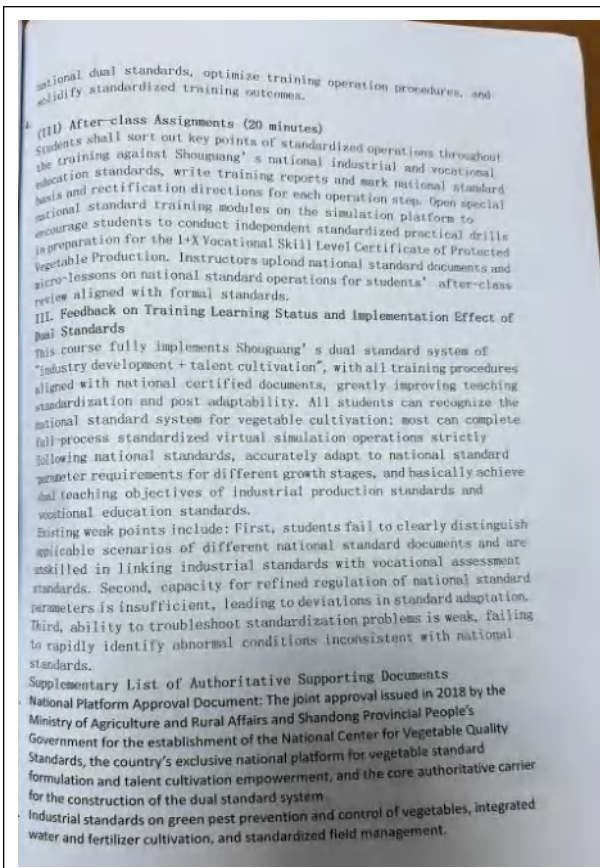 national dual standards, optimize training operation procedures, and
solidify standardized training outcomes.
(III) After-class Assignments (20 minutes)
Students shall sort out key points of standardized operations throughout
the training against Shouguang's national industrial and vocational
education standards, write training reports and mark national standard
basis and rectification directions for each operation step. Open special
national standard training modules on the simulation platform to
encourage students to conduct independent standardized practical drills
in preparation for the 1+X Vocational Skill Level Certificate of Protected
Vegetable Production. Instructors upload national standard documents and
micro-lessons on national standard operations for students' after-class
review aligned with formal standards.
III. Feedback on Training Learning Status and Implementation Effect of
Dual Standards
This course fully implements Shouguang's dual standard system of
"industry development + talent cultivation", with all training procedures
aligned with national certified documents, greatly improving teaching
standardization and post adaptability. All students can recognize the
national standard system for vegetable cultivation; most can complete
full-process standardized virtual simulation operations strictly
following national standards, accurately adapt to national standard
parameter requirements for different growth stages, and basically achieve
dual teaching objectives of industrial production standards and
vocational education standards.
Existing weak points include: First, students fail to clearly distinguish
applicable scenarios of different national standard documents and are
unskilled in linking industrial standards with vocational assessment
standards. Second, capacity for refined regulation of national standard
parameters is insufficient, leading to deviations in standard adaptation.
Third, ability to troubleshoot standardization problems is weak, failing
to rapidly identify abnormal conditions inconsistent with national
standards.
Supplementary List of Authoritative Supporting Documents
National Platform Approval Document: The joint approval issued in 2018 by the
Ministry of Agriculture and Rural Affairs and Shandong Provincial People's
Government for the establishment of the National Center for Vegetable Quality
Standards, the country's exclusive national platform for vegetable standard
formulation and talent cultivation empowerment, and the core authoritative carrier
for the construction of the dual standard system
Industrial standards on green pest prevention and control of vegetables, integrated
water and fertilizer cultivation, and standardized field management.